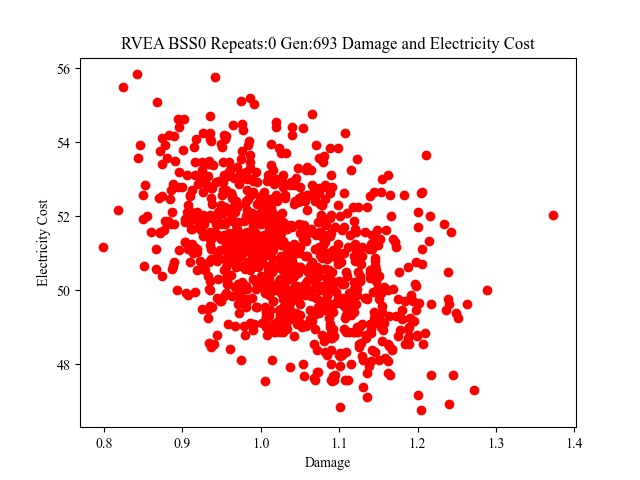 RVEA BSS0 Repeats:0 Gen:693 Damage and Electricity Cost
56
54
52
50
48
Electricity Cost
0.8 0.9 1.0 1.1 1.2 1.3 1.4
Damage